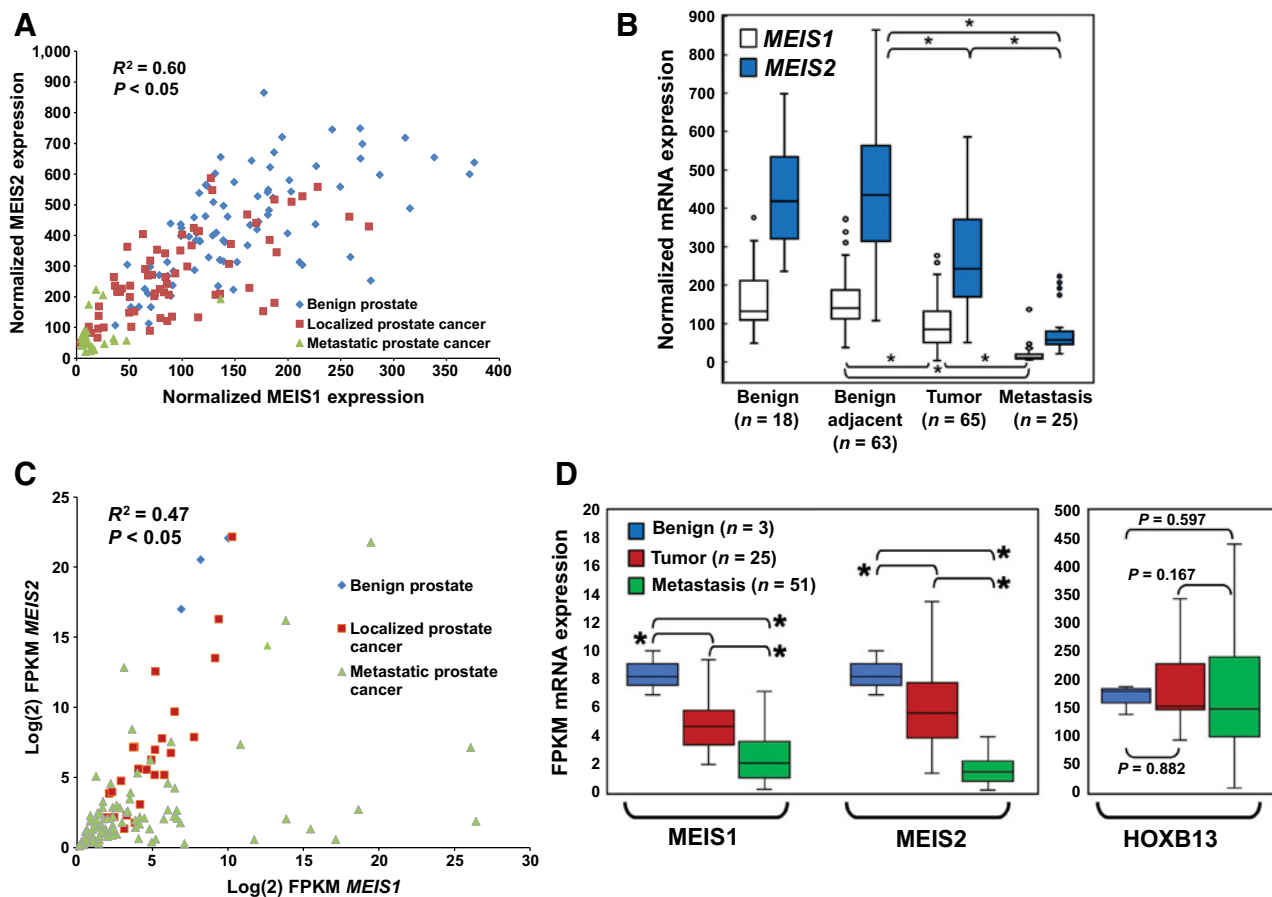 A
1,000
900
800
700
600
500
400
300
200
100
0
0 50 100 150 200 250 300 350 400
R² = 0.60
P < 0.05
Benign prostate
Localized prostate cancer
Metastatic prostate cancer
Normalized MEIS2 expression
Normalized MEIS1 expression
B
900
800
700
600
500
400
300
200
100
0
MEIS1
MEIS2
* * *
* * *
Normalized mRNA expression
Benign
(n = 18)
Benign
adjacent
(n = 63)
Tumor
(n = 65)
Metastasis
(n = 25)
C
25
20
15
10
5
0
0 5 10 15 20 25 30
R² = 0.47
P < 0.05
Benign prostate
Localized prostate
cancer
Metastatic prostate
cancer
Log(2) FPKM MEIS2
Log(2) FPKM MEIS1
D
20
18
16
14
12
10
8
6
4
2
0
Benign (n = 3)
Tumor (n = 25)
Metastasis (n = 51)
* * *
* * *
FPKM mRNA expression
MEIS1
MEIS2
500
450
400
350
300
250
200
150
100
50
0
P = 0.597
P = 0.167
P = 0.882
HOXB13